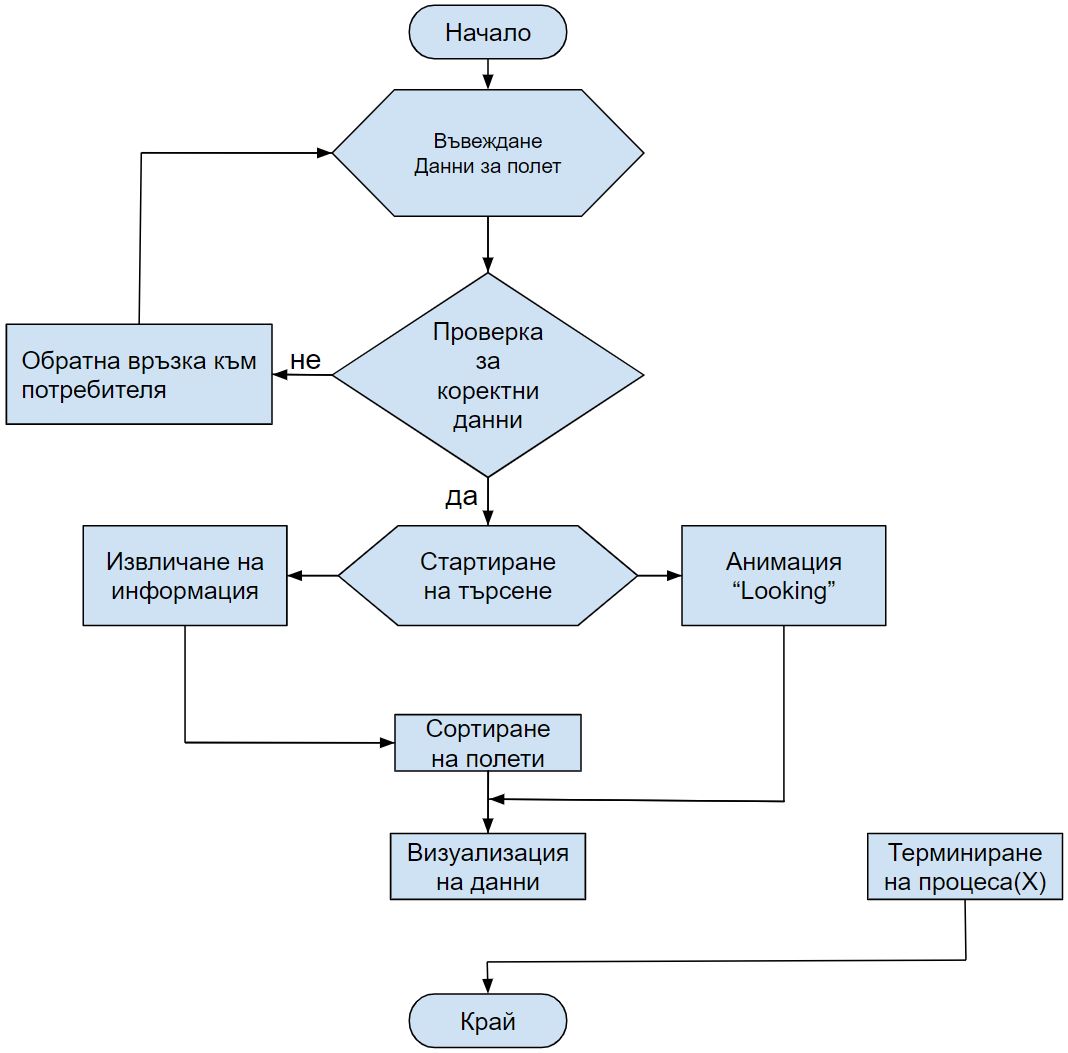 Начало
Въвеждане
Данни за полет
Проверка
за
коректни
данни
не
Обратна връзка към
потребителя
да
Извличане на
информация
Стартиране
на търсене
Анимация
“Looking”
Сортиране
на полети
Визуализация
на данни
Терминиране
на процеса(X)
Край